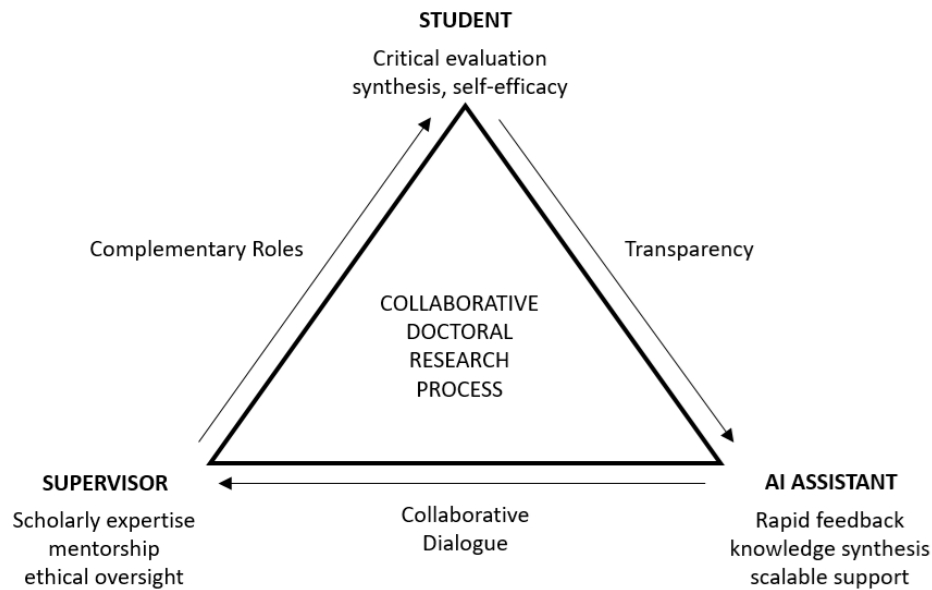 STUDENT
Critical evaluation
synthesis, self-efficacy
Complementary Roles
Transparency
COLLABORATIVE
DOCTORAL
RESEARCH
PROCESS
SUPERVISOR
Scholarly expertise
mentorship
ethical oversight
Collaborative
Dialogue
AI ASSISTANT
Rapid feedback
knowledge synthesis
scalable support